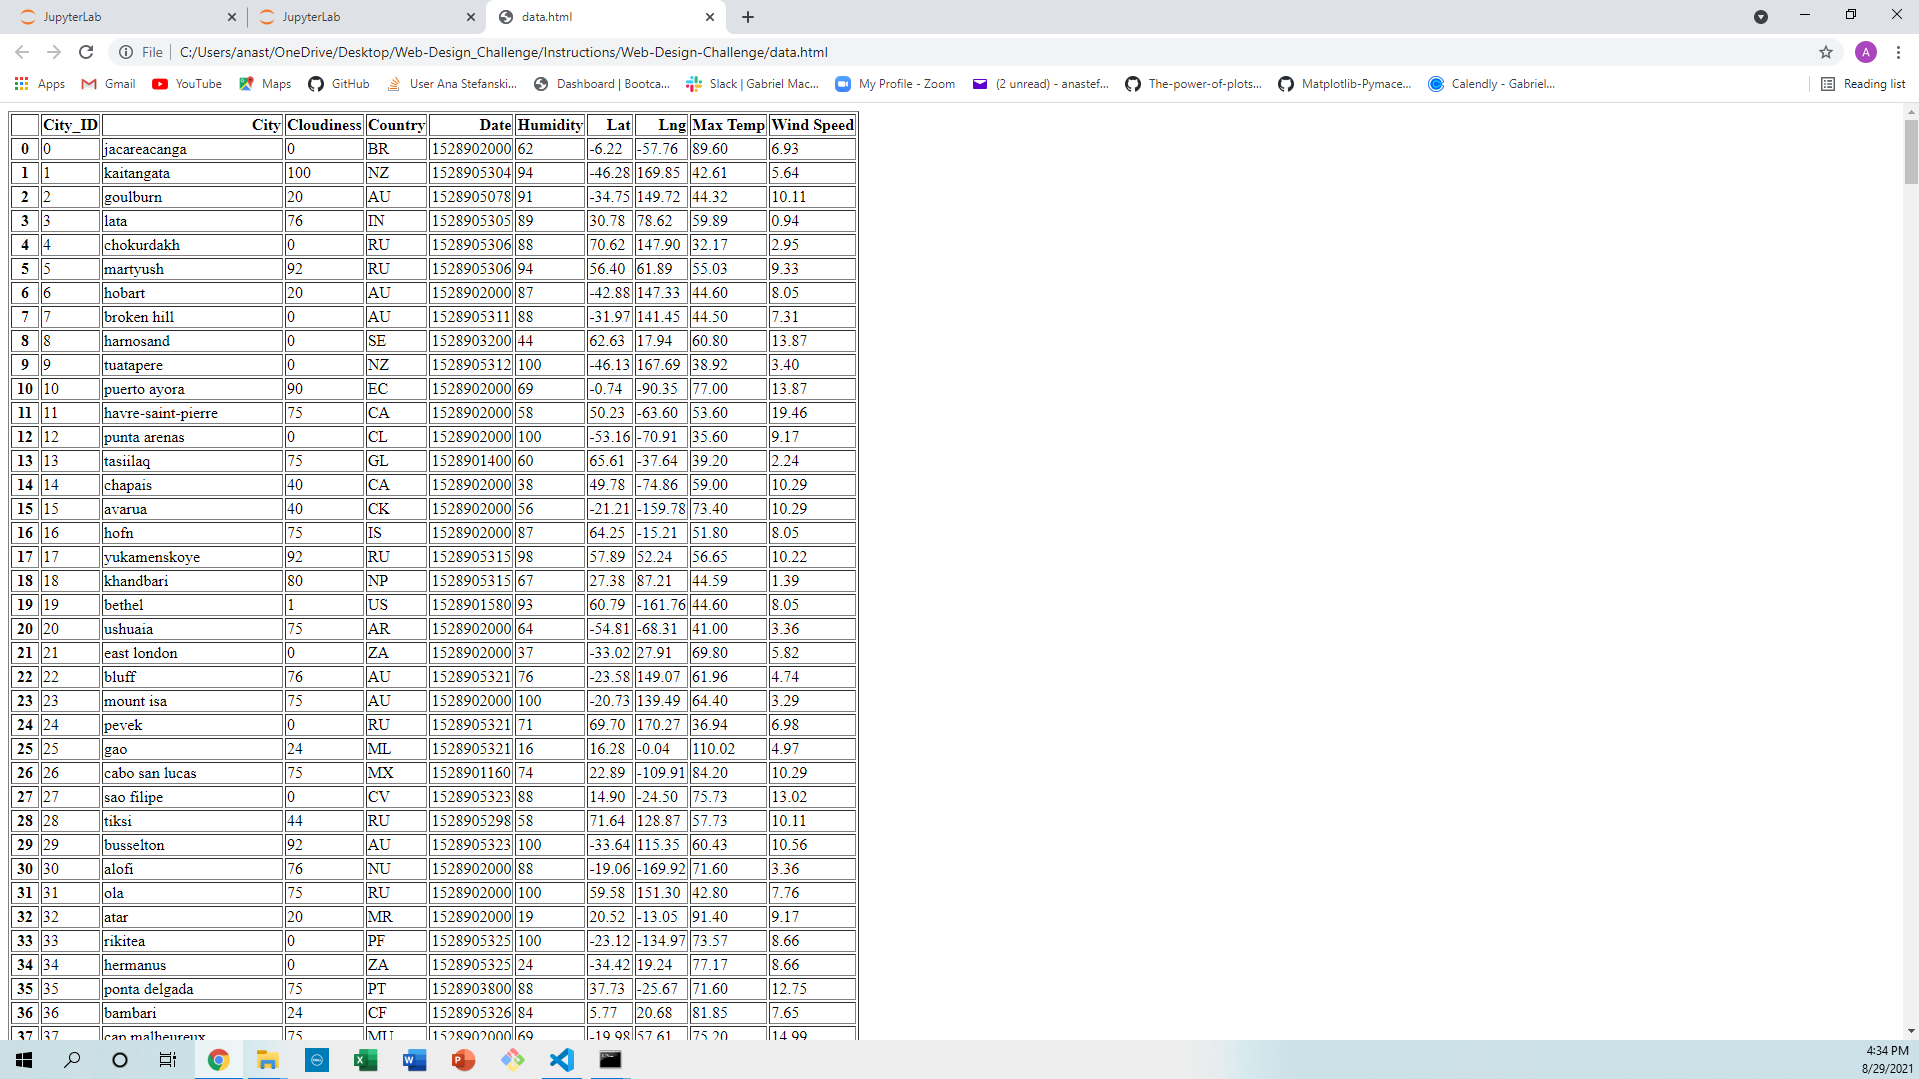 JupyterLab JupyterLab data.html
File C:/Users/anast/OneDrive/Desktop/Web-Design_Challenge/Instructions/Web-Design-Challenge/data.html A
Apps Gmail YouTube Maps GitHub User Ana Stefanski... Dashboard | Bootca... Slack | Gabriel Mac... My Profile - Zoom (2 unread) - anastef... The-power-of-plots... Matplotlib-Pymace... Calendly - Gabriel... Reading list
City_ID City Cloudiness Country Date Humidity Lat Lng Max Temp Wind Speed
0 0 jacareacanga 0 BR 1528902000 62 -6.22 -57.76 89.60 6.93
1 1 kaitangata 100 NZ 1528905304 94 -46.28 169.85 42.61 5.64
2 2 goulburn 20 AU 1528905078 91 -34.75 149.72 44.32 10.11
3 3 lata 76 IN 1528905305 89 30.78 78.62 59.89 0.94
4 4 chokurdakh 0 RU 1528905306 88 70.62 147.90 32.17 2.95
5 5 martyush 92 RU 1528905306 94 56.40 61.89 55.03 9.33
6 6 hobart 20 AU 1528902000 87 -42.88 147.33 44.60 8.05
7 7 broken hill 0 AU 1528905311 88 -31.97 141.45 44.50 7.31
8 8 harnosand 0 SE 1528903200 44 62.63 17.94 60.80 13.87
9 9 tuatapere 0 NZ 1528905312 100 -46.13 167.69 38.92 3.40
10 10 puerto ayora 90 EC 1528902000 69 -0.74 -90.35 77.00 13.87
11 11 havre-saint-pierre 75 CA 1528902000 58 50.23 -63.60 53.60 19.46
12 12 punta arenas 0 CL 1528902000 100 -53.16 -70.91 35.60 9.17
13 13 tasiilaq 75 GL 1528901400 60 65.61 -37.64 39.20 2.24
14 14 chapais 40 CA 1528902000 38 49.78 -74.86 59.00 10.29
15 15 avarua 40 CK 1528902000 56 -21.21 -159.78 73.40 10.29
16 16 hofn 75 IS 1528902000 87 64.25 -15.21 51.80 8.05
17 17 yukamenskoye 92 RU 1528905315 98 57.89 52.24 56.65 10.22
18 18 khandbari 80 NP 1528905315 67 27.38 87.21 44.59 1.39
19 19 bethel 1 US 1528901580 93 60.79 -161.76 44.60 8.05
20 20 ushuaia 75 AR 1528902000 64 -54.81 -68.31 41.00 3.36
21 21 east london 0 ZA 1528902000 37 -33.02 27.91 69.80 5.82
22 22 bluff 76 AU 1528905321 76 -23.58 149.07 61.96 4.74
23 23 mount isa 75 AU 1528902000 100 -20.73 139.49 64.40 3.29
24 24 pevek 0 RU 1528905321 71 69.70 170.27 36.94 6.98
25 25 gao 24 ML 1528905321 16 16.28 -0.04 110.02 4.97
26 26 cabo san lucas 75 MX 1528901160 74 22.89 -109.91 84.20 10.29
27 27 sao filipe 0 CV 1528905323 88 14.90 -24.50 75.73 13.02
28 28 tiksi 44 RU 1528905298 58 71.64 128.87 57.73 10.11
29 29 busselton 92 AU 1528905323 100 -33.64 115.35 60.43 10.56
30 30 alofi 76 NU 1528902000 88 -19.06 -169.92 71.60 3.36
31 31 ola 75 RU 1528902000 100 59.58 151.30 42.80 7.76
32 32 atar 20 MR 1528902000 19 20.52 -13.05 91.40 9.17
33 33 rikitea 0 PF 1528905325 100 -23.12 -134.97 73.57 8.66
34 34 hermanus 0 ZA 1528905325 24 -34.42 19.24 77.17 8.66
35 35 ponta delgada 75 PT 1528903800 88 37.73 -25.67 71.60 12.75
36 36 bambari 24 CF 1528905326 84 5.77 20.68 81.85 7.65
37 37 cap malheureux 75 MU 1528902000 69 -19.98 57.61 75.20 14.99
4:34 PM
8/29/2021